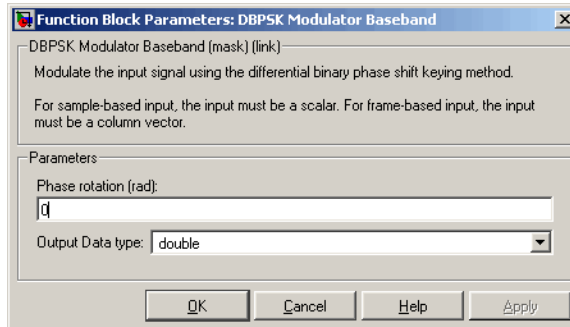 Function Block Parameters: DBPSK Modulator Baseband
DBPSK Modulator Baseband (mask) (link)
Modulate the input signal using the differential binary phase shift keying method.
For sample-based input, the input must be a scalar. For frame-based input, the input
must be a column vector.
Parameters
Phase rotation (rad):
0
Output Data type: double
OK Cancel Help Apply